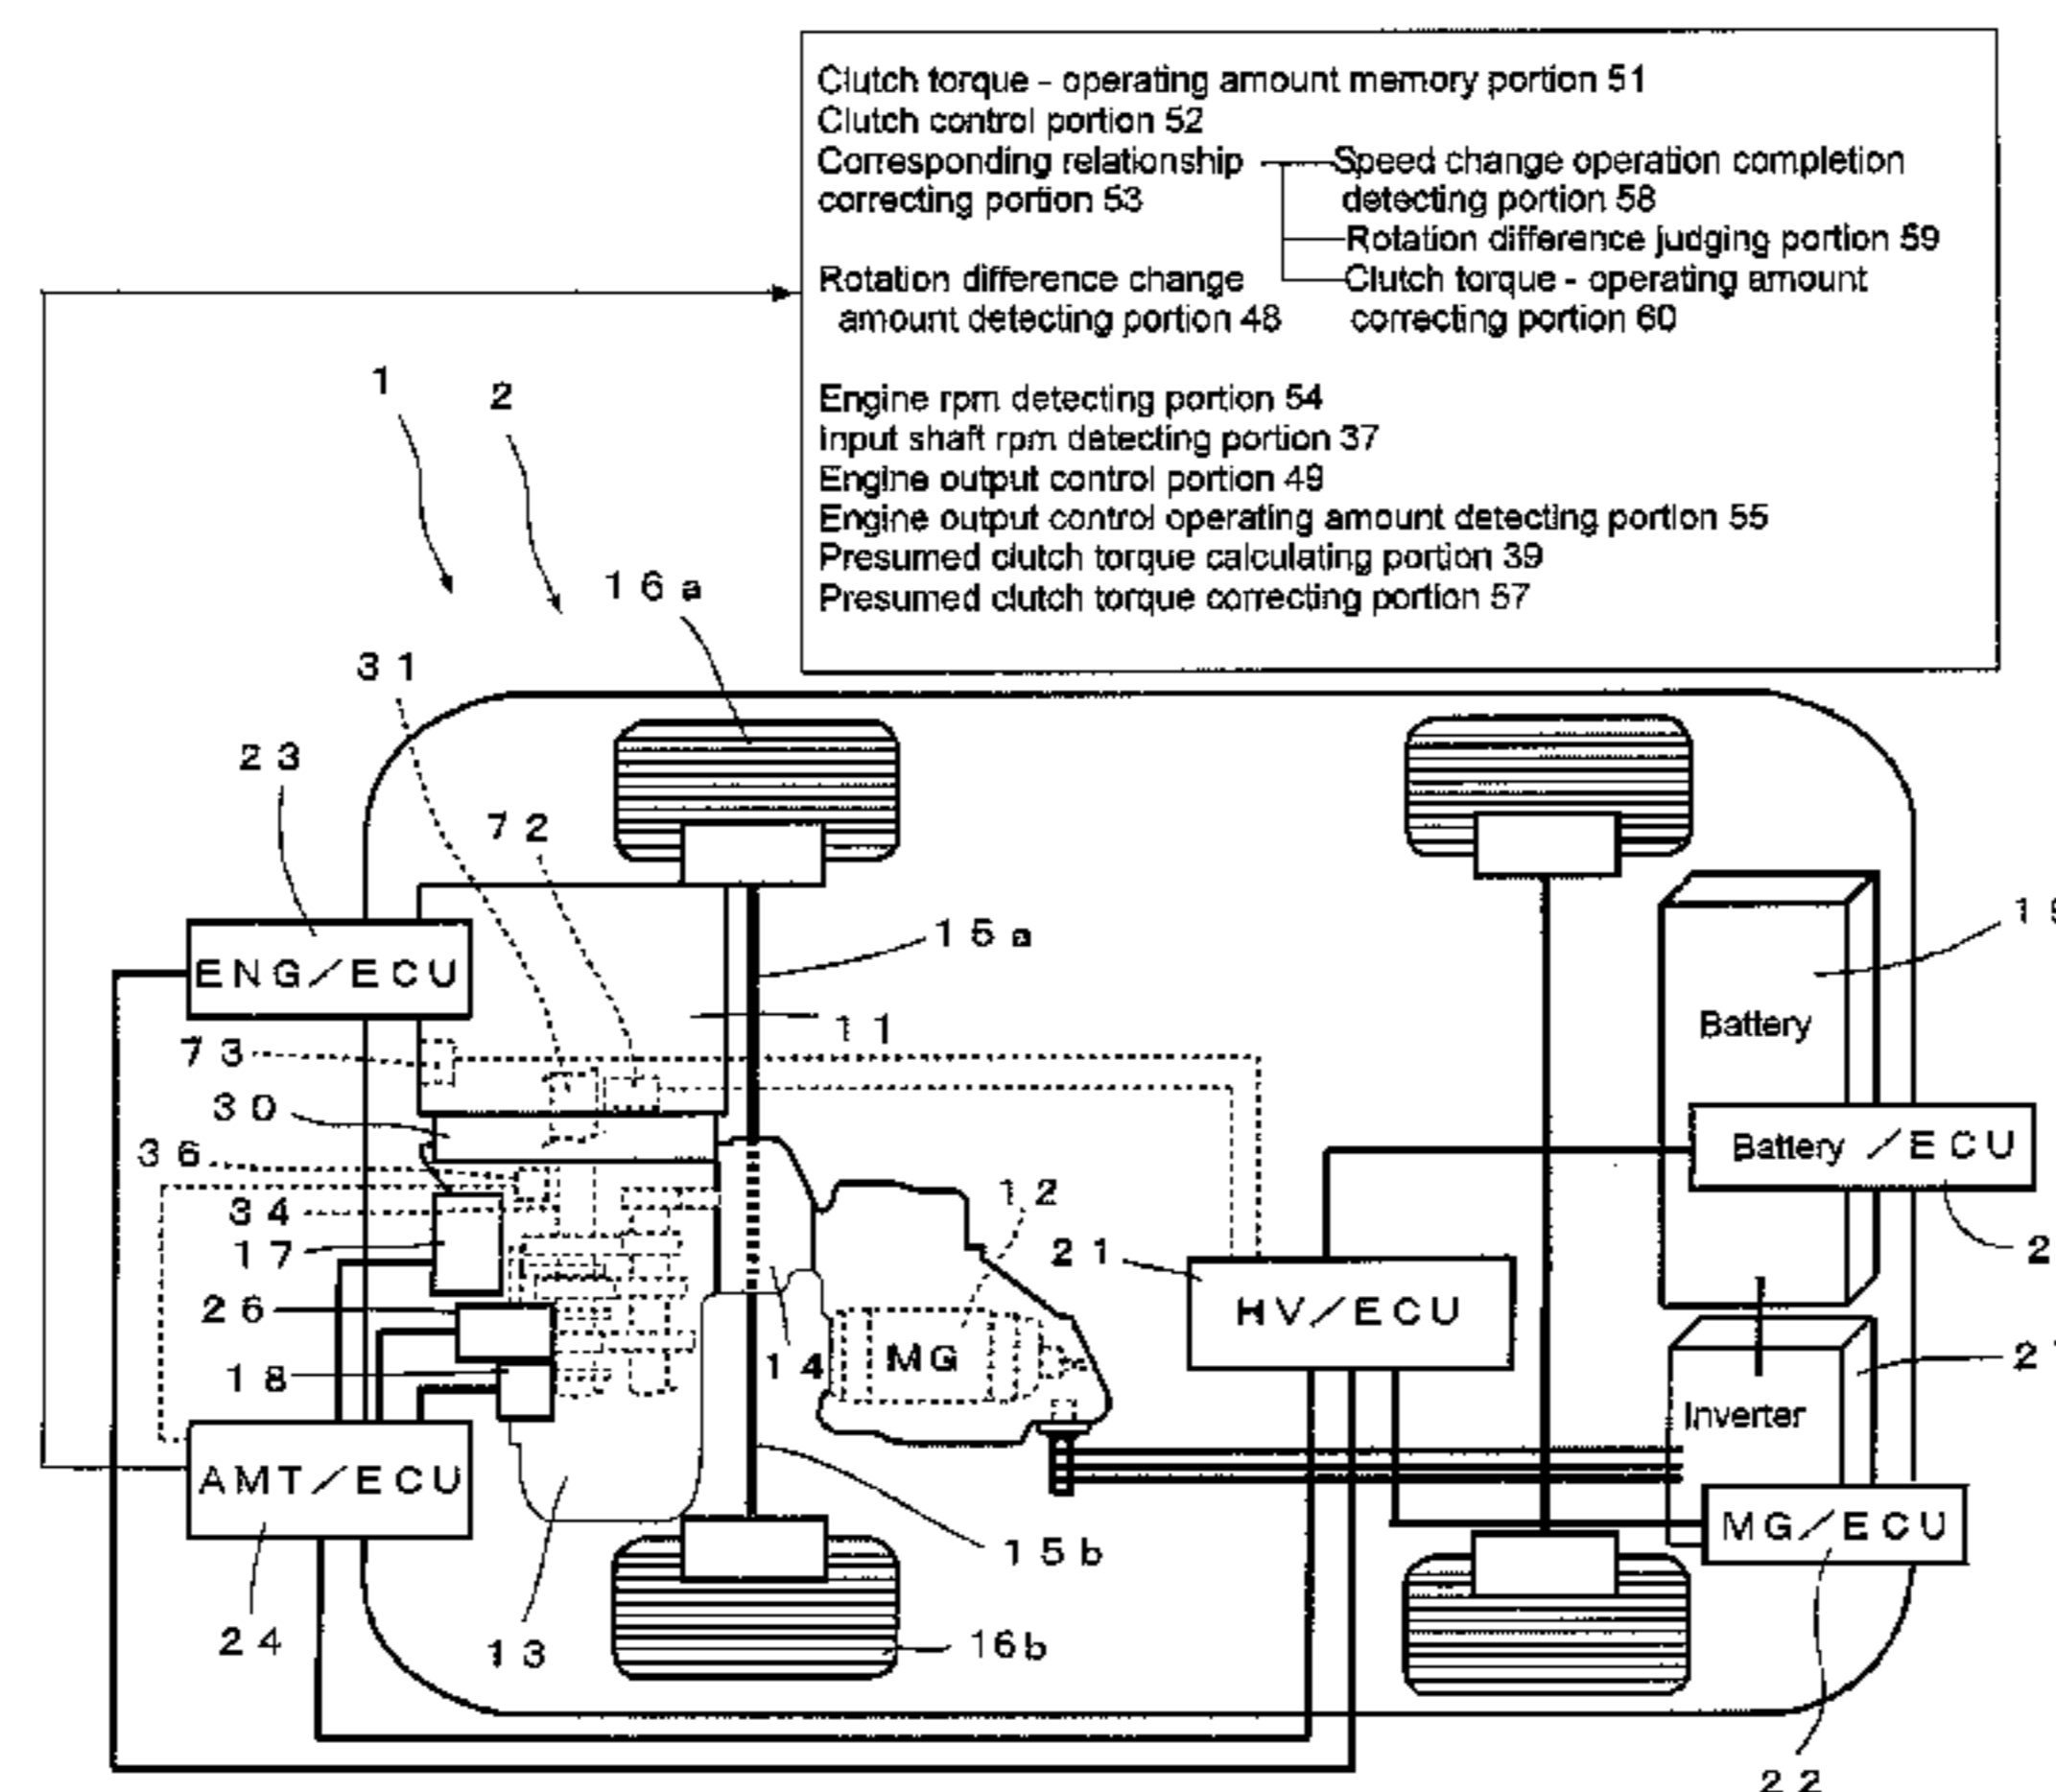 Clutch torque - operating amount memory portion 51
Clutch control portion 52
Corresponding relationship
correcting portion 53
Speed change operation completion
detecting portion 58
Rotation difference judging portion 59
Rotation difference change
amount detecting portion 48
Clutch torque - operating amount
correcting portion 60
Engine rpm detecting portion 54
Input shaft rpm detecting portion 37
Engine output control portion 49
Engine output control operating amount detecting portion 55
Presumed clutch torque calculating portion 39
Presumed clutch torque correcting portion 57
1
2
16a
31
23
72
15a
ENG/ECU
11
73
Battery
30
36
Battery /ECU
12
34
17
21
26
HV/ECU
MG
14
18
Inverter
AMT/ECU
MG/ECU
15b
24
13
16b
22